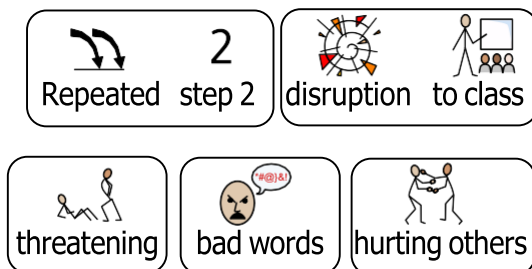 2
Repeated step 2
disruption to class
*#@}&!
threatening
bad words
hurting others